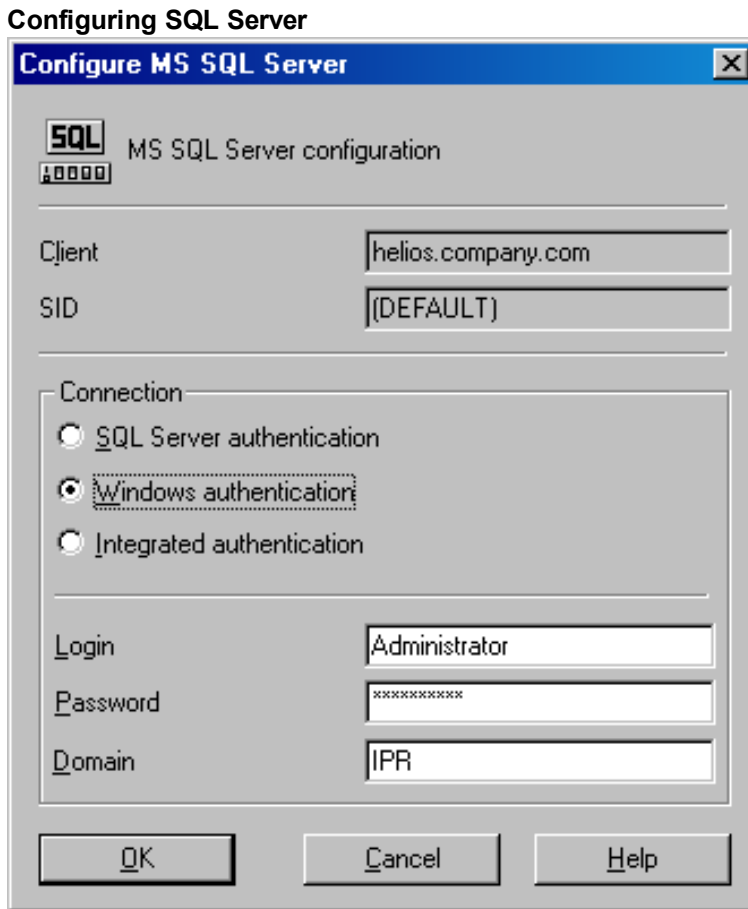 Configuring SQL Server
Configure MS SQL Server
SQL
MS SQL Server configuration
Client helios.company.com
SID (DEFAULT)
Connection
SQL Server authentication
Windows authentication
Integrated authentication
Login Administrator
Password **********
Domain IPR
OK Cancel Help